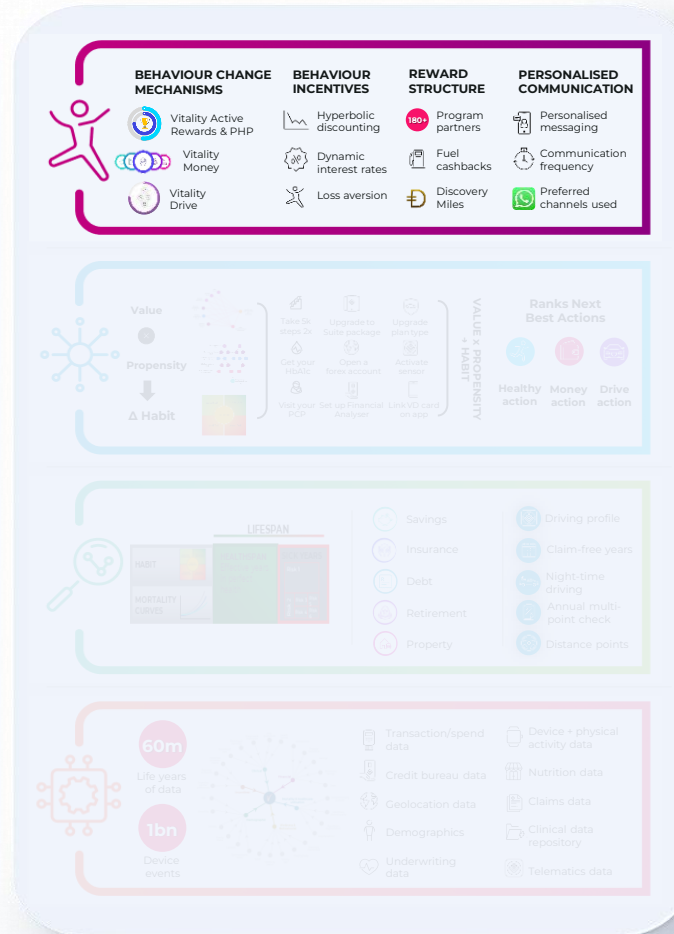 BEHAVIOUR CHANGE
MECHANISMS
Vitality Active
Rewards & PHP
Vitality
Money
Vitality
Drive
BEHAVIOUR
INCENTIVES
Hyperbolic
discounting
Dynamic
interest rates
Loss aversion
REWARD
STRUCTURE
180+
Program
partners
Fuel
cashbacks
Discovery
Miles
PERSONALISED
COMMUNICATION
Personalised
messaging
Communication
frequency
Preferred
channels used
Value
Propensity
Δ Habit
Take 5k
steps 2x
Upgrade to
Suite package
Upgrade
plan type
Get your
HbA1c
Open a
forex account
Activate
sensor
Visit your
PCP
Set up Financial
Analysis
Link VD card
on app
VALUE x PROPENSITY
+ HABIT
Ranks Next
Best Actions
Healthy
action
Money
action
Drive
action
LIFESPAN
HABIT
MORTALITY
CURVES
Savings
Insurance
Debt
Retirement
Property
Driving profile
Claim-free years
Night-time
driving
Annual multi-
point check
Distance points
60m
Life years
of data
1bn
Device
events
Transaction/spend
data
Credit bureau data
Geolocation data
Demographics
Underwriting
data
Device + physical
activity data
Nutrition data
Claims data
Clinical data
repository
Telematics data